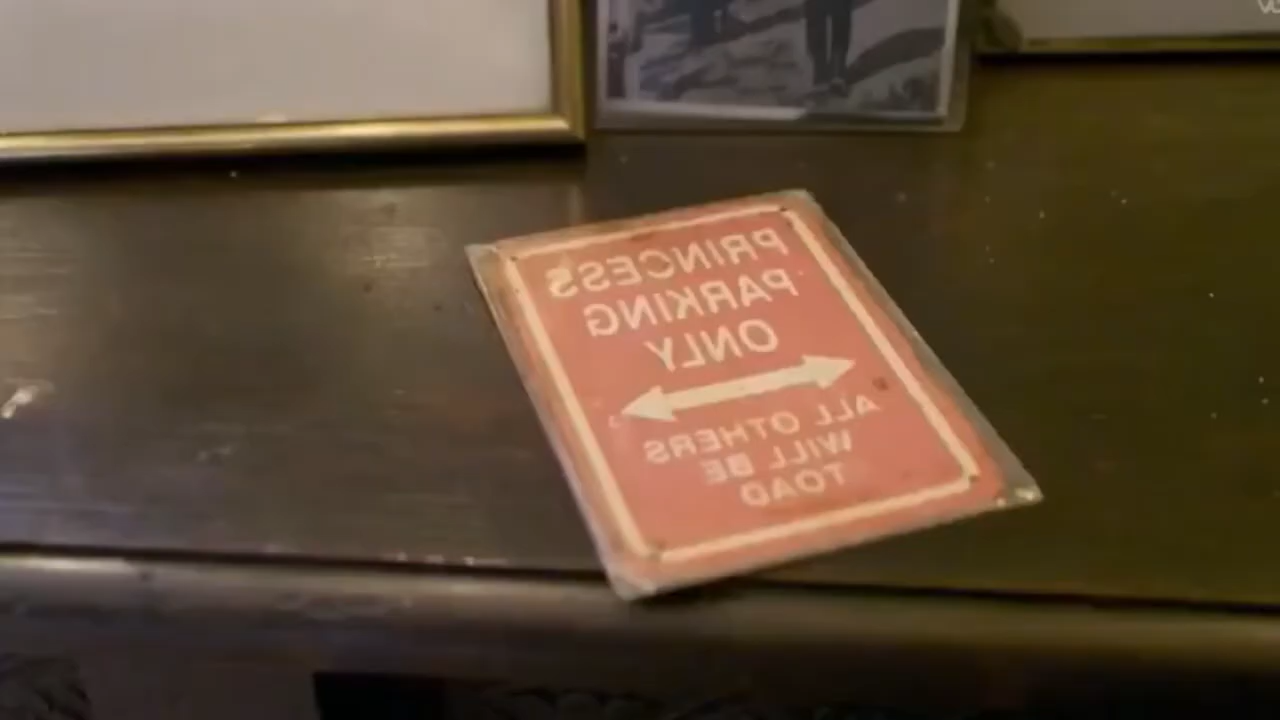 PRINCESS
PARKING
ONLY
ALL OTHERS
WILL BE
TOAD